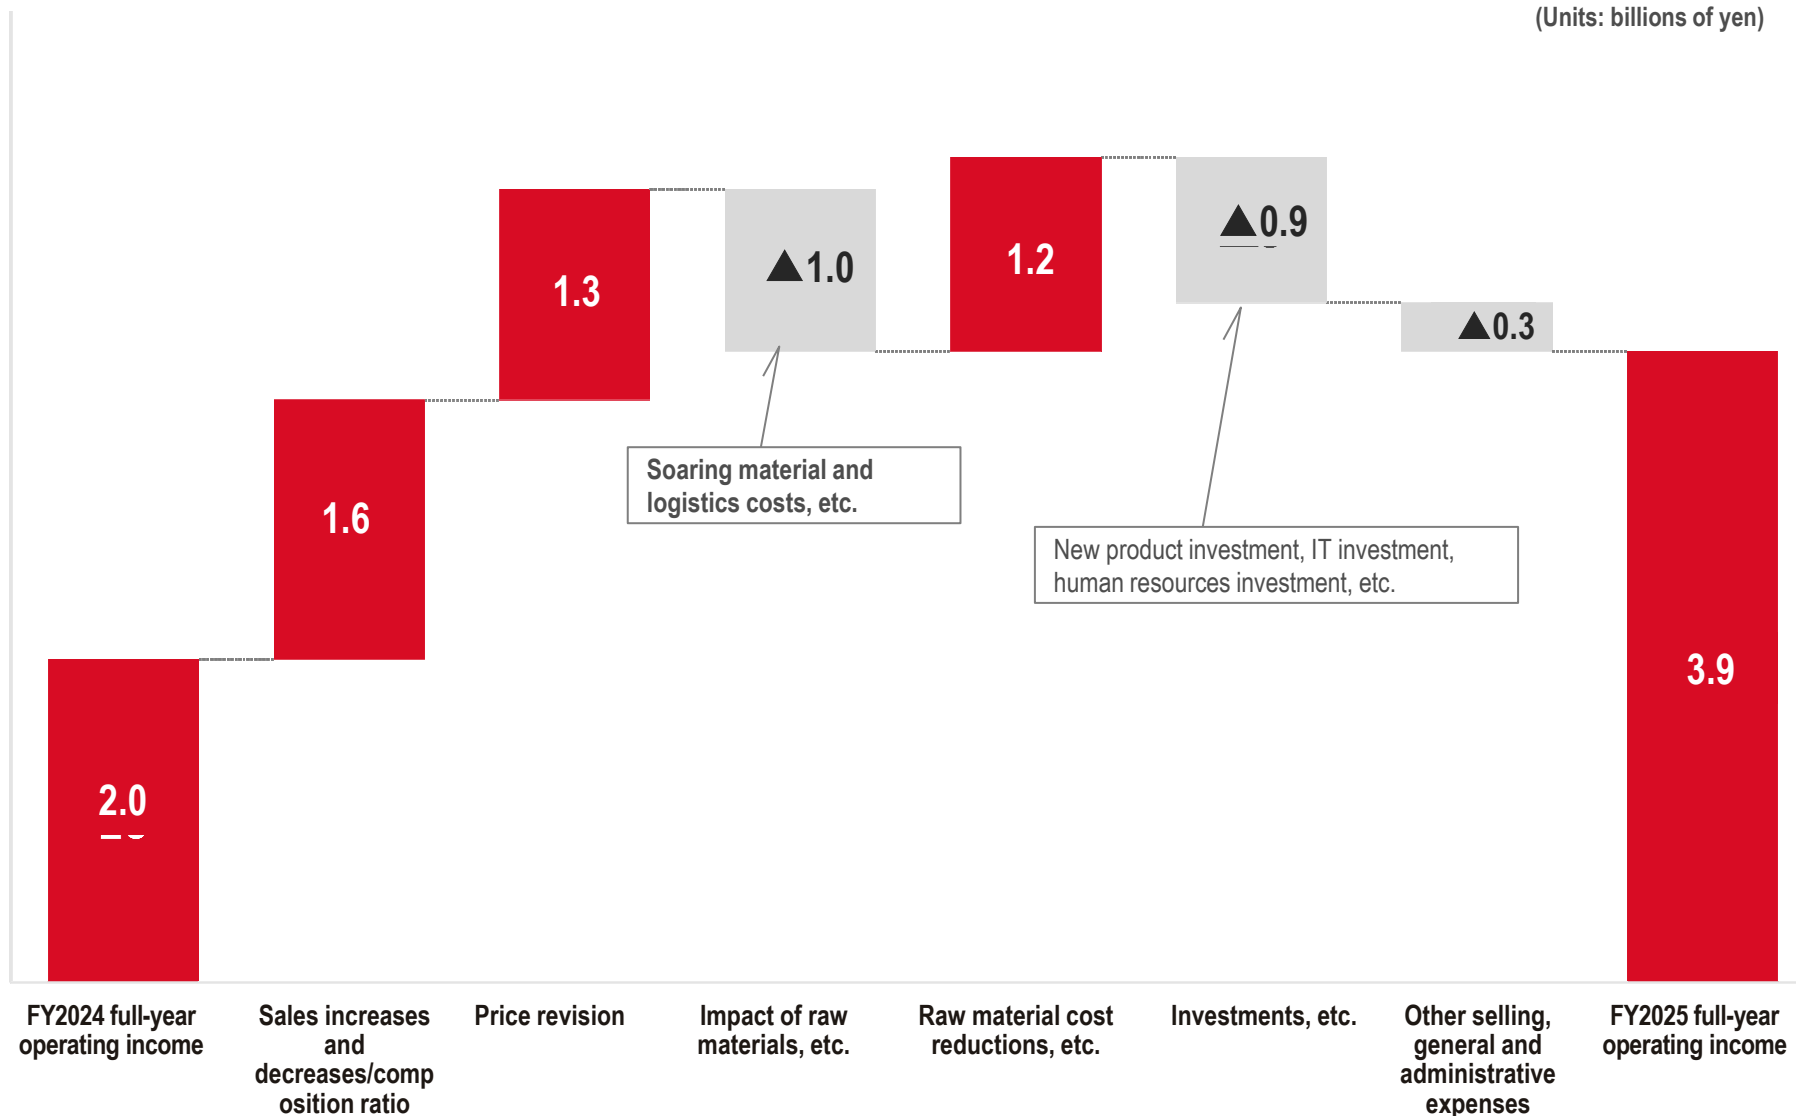 (Units: billions of yen)
2.0
1.6
1.3
▲1.0
1.2
▲0.9
▲0.3
3.9
Soaring material and
logistics costs, etc.
New product investment, IT investment,
human resources investment, etc.
FY2024 full-year
operating income
Sales increases
and
decreases/comp
osition ratio
Price revision
Impact of raw
materials, etc.
Raw material cost
reductions, etc.
Investments, etc.
Other selling,
general and
administrative
expenses
FY2025 full-year
operating income